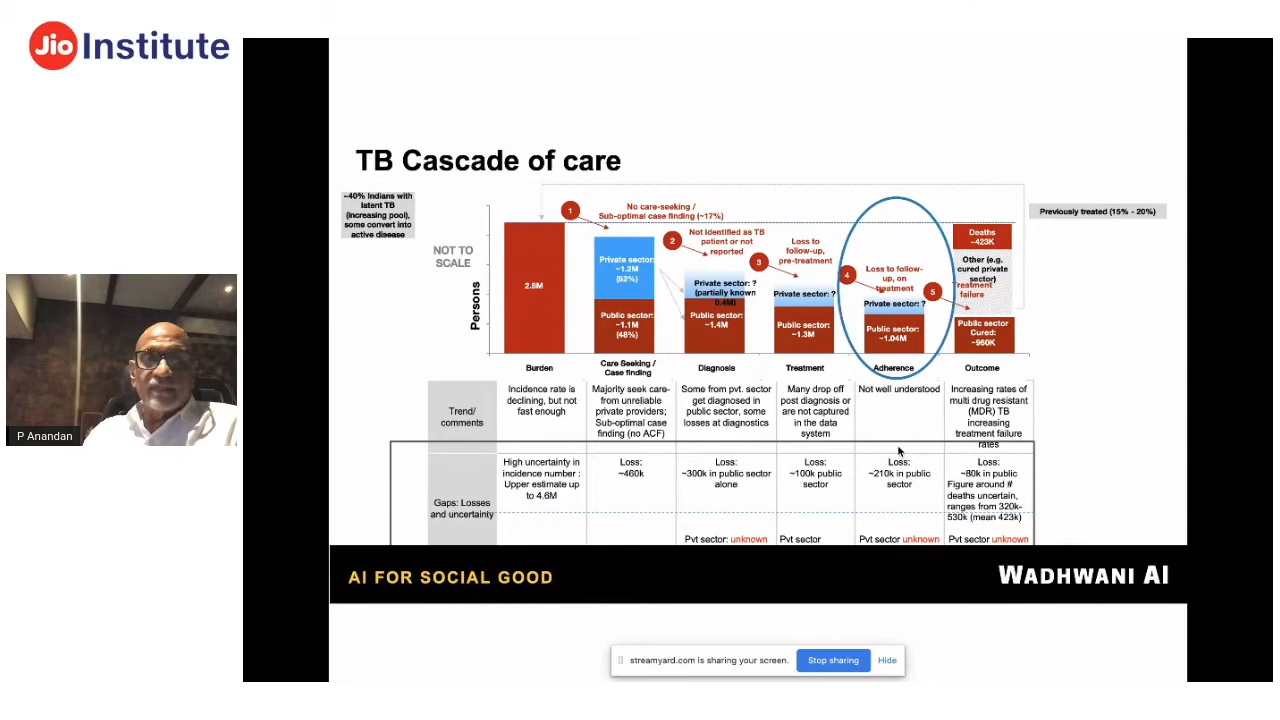 Jio Institute
TB Cascade of care
~40% Indians with
latent TB
(increasing pool),
some convert into
active disease
NOT TO
SCALE
Persons
1
No care-seeking /
Sub-optimal case finding (~17%)
2
Not identified as TB
patient or not
reported
3
Loss to
follow-up,
pre-treatment
4
Loss to follow-
up, on
treatment
5
Treatment
failure
Previously treated (15% - 20%)
2.8M
Private sector:
~1.2M
(52%)
Public sector:
~1.1M
(48%)
Private sector: ?
(partially known
0.4M)
Public sector:
~1.4M
Private sector: ?
Public sector:
~1.3M
Private sector: ?
Public sector:
~1.04M
Deaths
~423K
Other (e.g.
cured private
sector)
Public sector
Cured:
~960K
Burden
Care Seeking /
Case finding
Diagnosis
Treatment
Adherence
Outcome
Trend/
comments
Incidence rate is
declining, but not
fast enough
Majority seek care-
from unreliable
private providers;
Sub-optimal case
finding (no ACF)
Some from pvt. sector
get diagnosed in
public sector, some
losses at diagnostics
Many drop off
post diagnosis or
are not captured
in the data
system
Not well understood
Increasing rates of
multi drug resistant
(MDR) TB
increasing
treatment failure
rates
Gaps: Losses
and uncertainty
High uncertainty in
incidence number :
Upper estimate up
to 4.6M
Loss:
~460k
Loss:
~300k in public sector
alone
Pvt sector: unknown
Loss:
~100k public
sector
Pvt sector
Loss:
~210k in public
sector
Pvt sector unknown
Loss:
~80k in public
Figure around #
deaths uncertain,
ranges from 320k-
530k (mean 423k)
Pvt sector unknown
AI FOR SOCIAL GOOD
WADHWANI AI
P Anandan
streamyard.com is sharing your screen.
Stop sharing
Hide